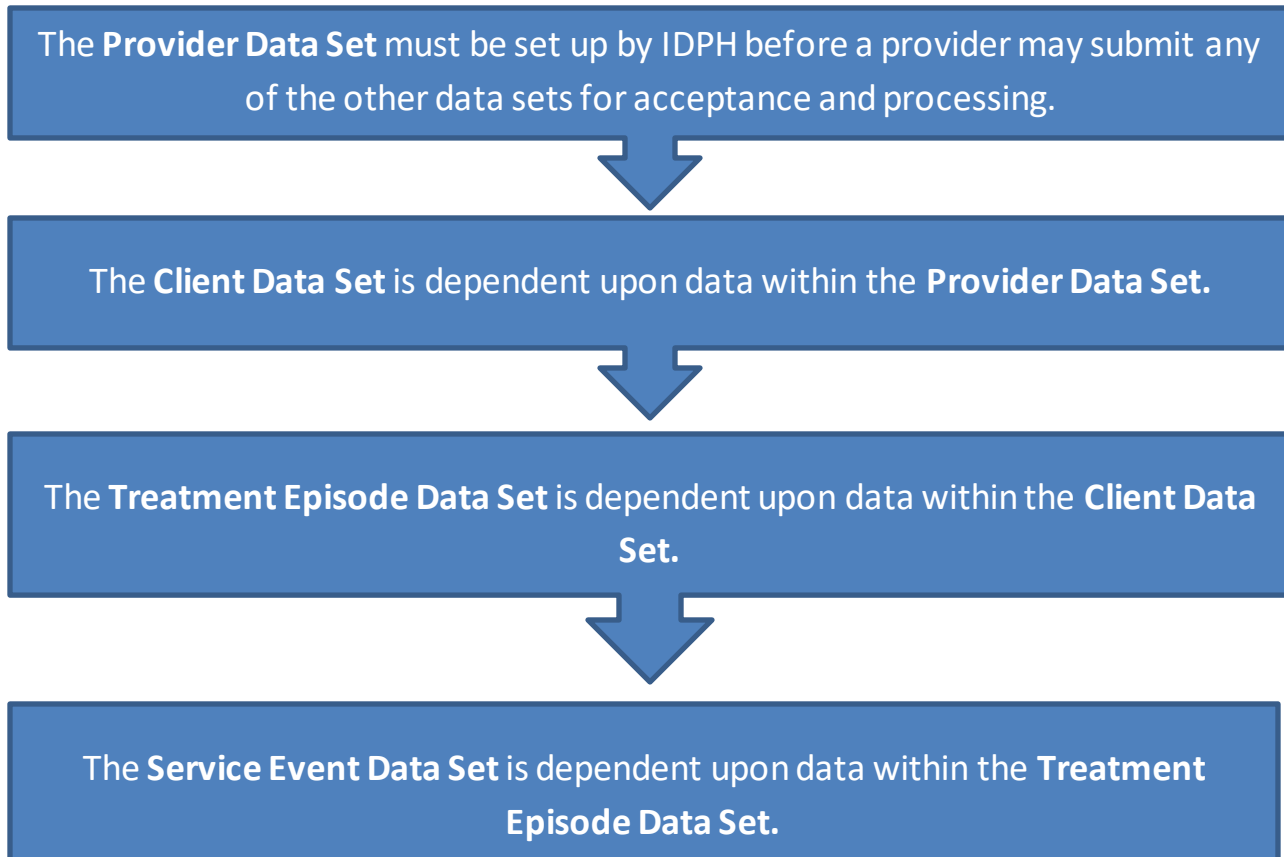 The Provider Data Set must be set up by IDPH before a provider may submit any
of the other data sets for acceptance and processing.
The Client Data Set is dependent upon data within the Provider Data Set.
The Treatment Episode Data Set is dependent upon data within the Client Data
Set.
The Service Event Data Set is dependent upon data within the Treatment
Episode Data Set.